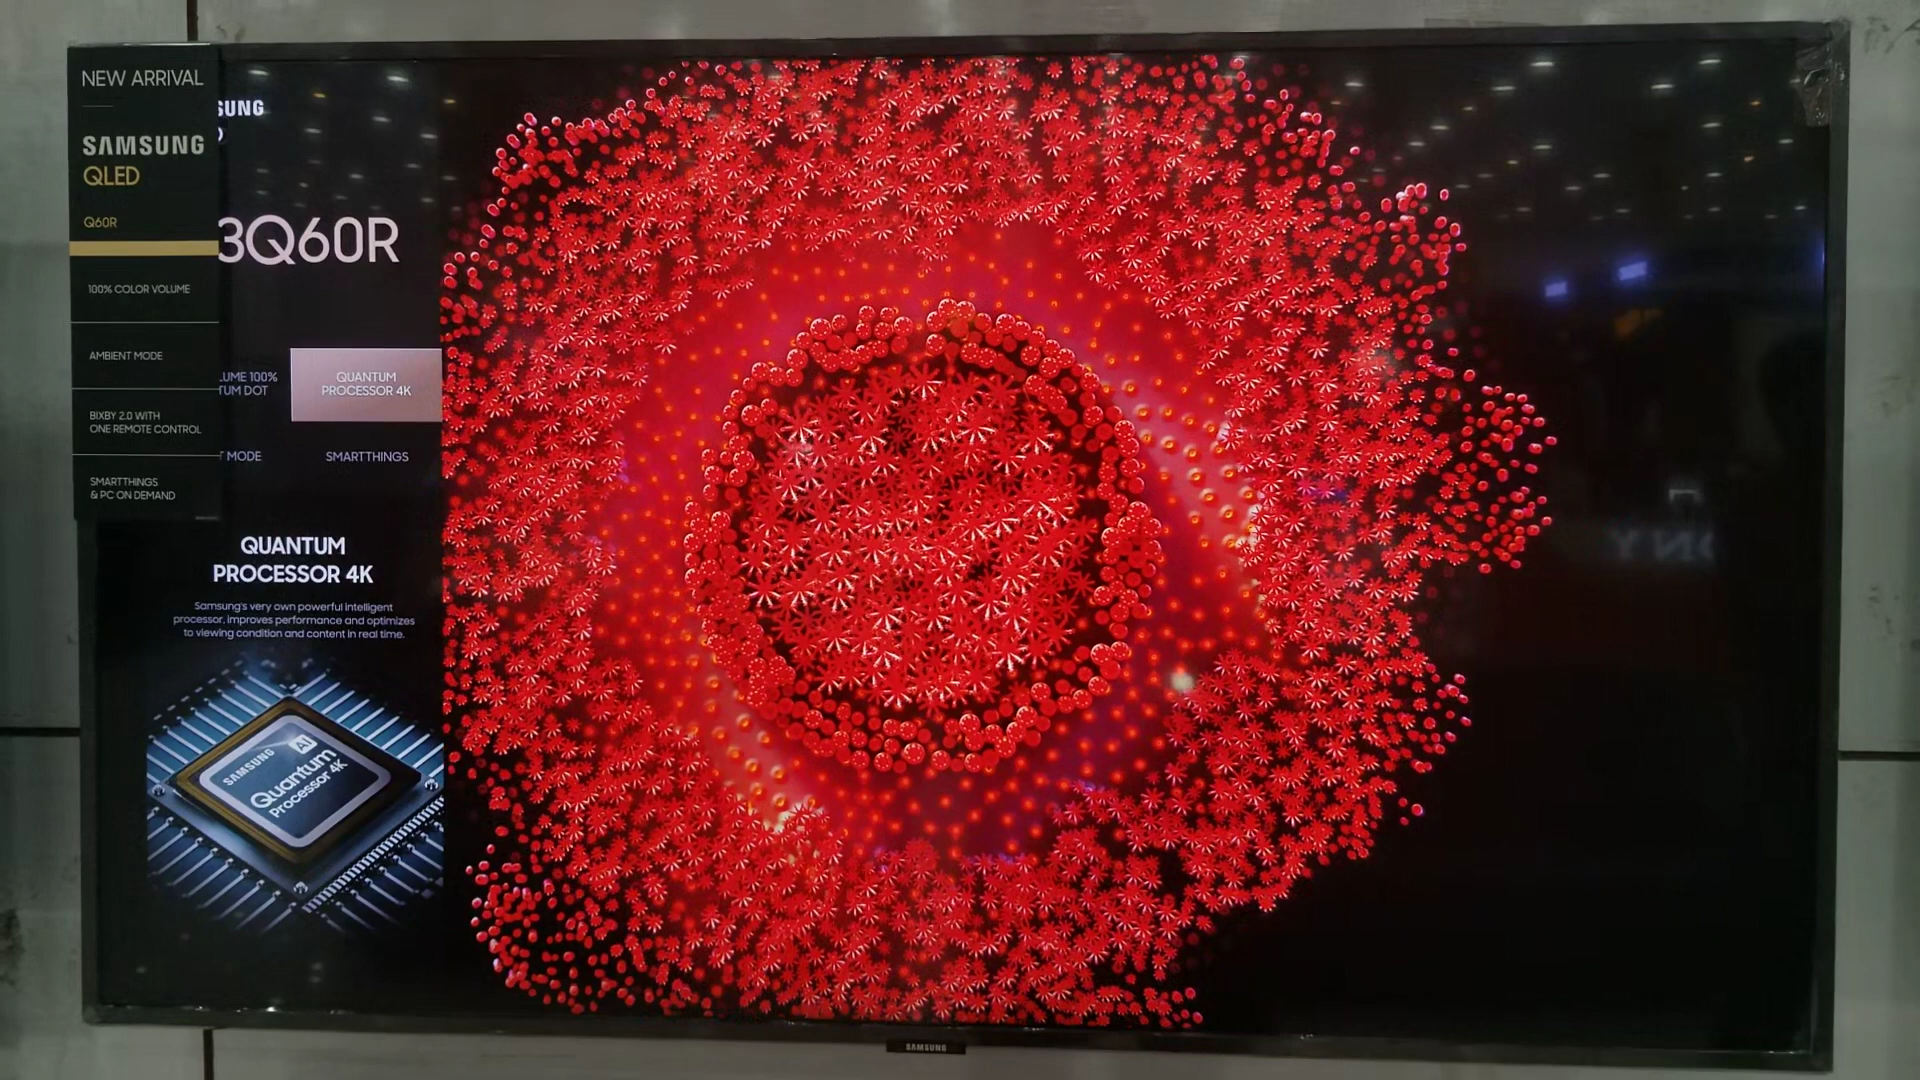 NEW ARRIVAL
SAMSUNG
QLED
Q60R
100% COLOR VOLUME
AMBIENT MODE
BIXBY 2.0 WITH
ONE REMOTE CONTROL
SMARTTHINGS
& PC ON DEMAND
SUNG
3Q60R
LUME 100%
TUM DOT
QUANTUM
PROCESSOR 4K
T MODE
SMARTTHINGS
QUANTUM
PROCESSOR 4K
Samsung's very own powerful intelligent
processor, improves performance and optimizes
to viewing condition and content in real time.
SAMSUNG
AI
Quantum
Processor 4K
SAMSUNG